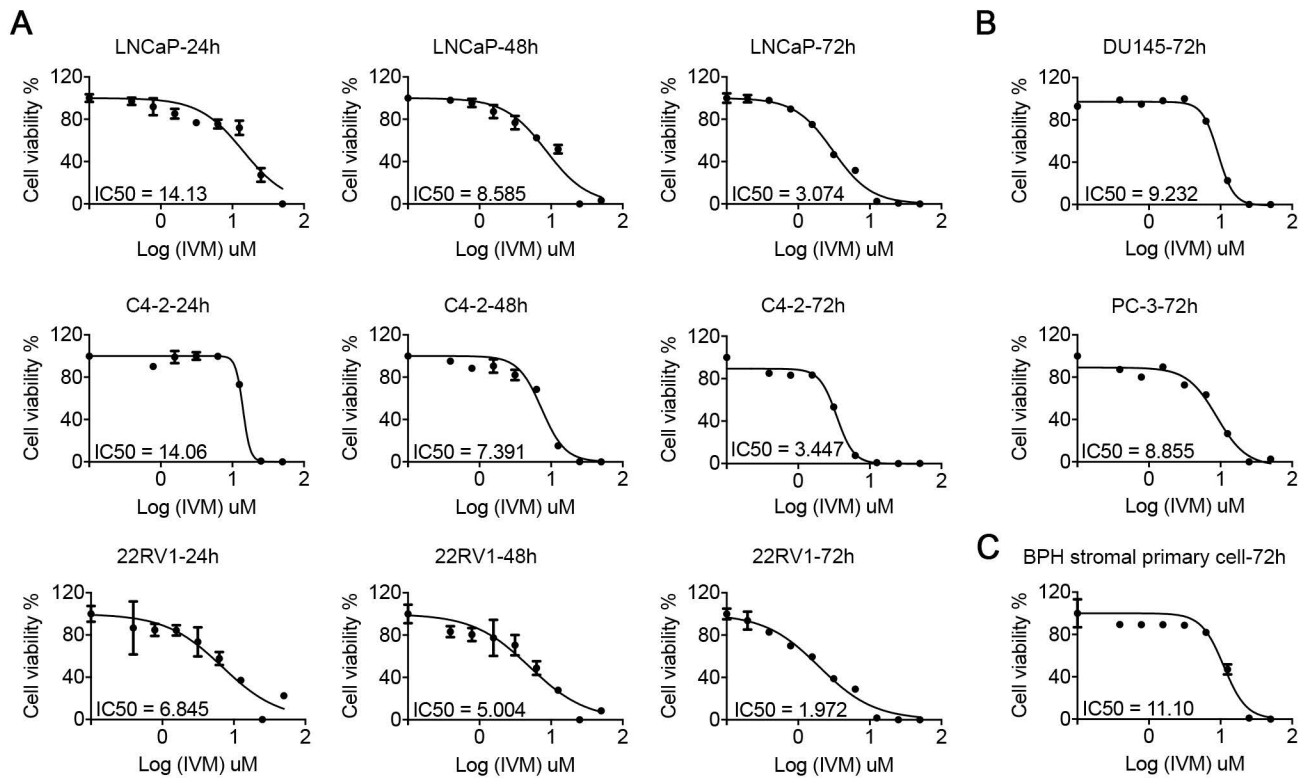 A
B
LNCaP-24h
LNCaP-48h
LNCaP-72h
DU145-72h
Cell viability %
120
80
40
0
IC50 = 14.13
0 1 2
Log (IVM) uM
Cell viability %
120
80
40
0
IC50 = 8.585
0 1 2
Log (IVM) uM
Cell viability %
120
80
40
0
IC50 = 3.074
0 1 2
Log (IVM) uM
Cell viability %
120
80
40
0
IC50 = 9.232
0 1 2
Log (IVM) uM
C4-2-24h
C4-2-48h
C4-2-72h
PC-3-72h
Cell viability %
120
80
40
0
IC50 = 14.06
0 1 2
Log (IVM) uM
Cell viability %
120
80
40
0
IC50 = 7.391
0 1 2
Log (IVM) uM
Cell viability %
120
80
40
0
IC50 = 3.447
0 1 2
Log (IVM) uM
Cell viability %
120
80
40
0
IC50 = 8.855
0 1 2
Log (IVM) uM
22RV1-24h
22RV1-48h
22RV1-72h
C
BPH stromal primary cell-72h
Cell viability %
120
80
40
0
IC50 = 6.845
0 1 2
Log (IVM) uM
Cell viability %
120
80
40
0
IC50 = 5.004
0 1 2
Log (IVM) uM
Cell viability %
120
80
40
0
IC50 = 1.972
0 1 2
Log (IVM) uM
Cell viability %
120
80
40
0
IC50 = 11.10
0 1 2
Log (IVM) uM